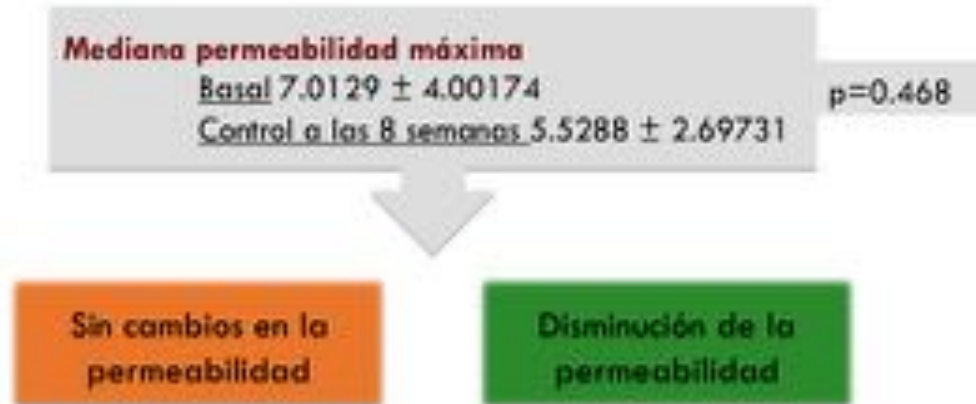 Mediana permeabilidad máxima
Basal 7.0129 ± 4.00174
p=0.468
Control a las 8 semanas 5.5288 ± 2.69731
Sin cambios en la
permeabilidad
Disminución de la
permeabilidad